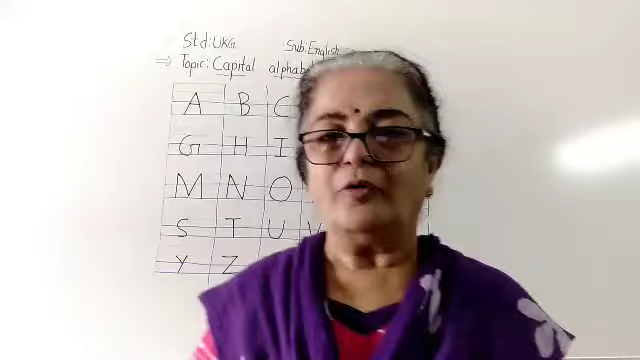 Std: UKG. Sub: English
⇒ Topic: Capital
A B C
G H I
M N O
S T U
Y Z